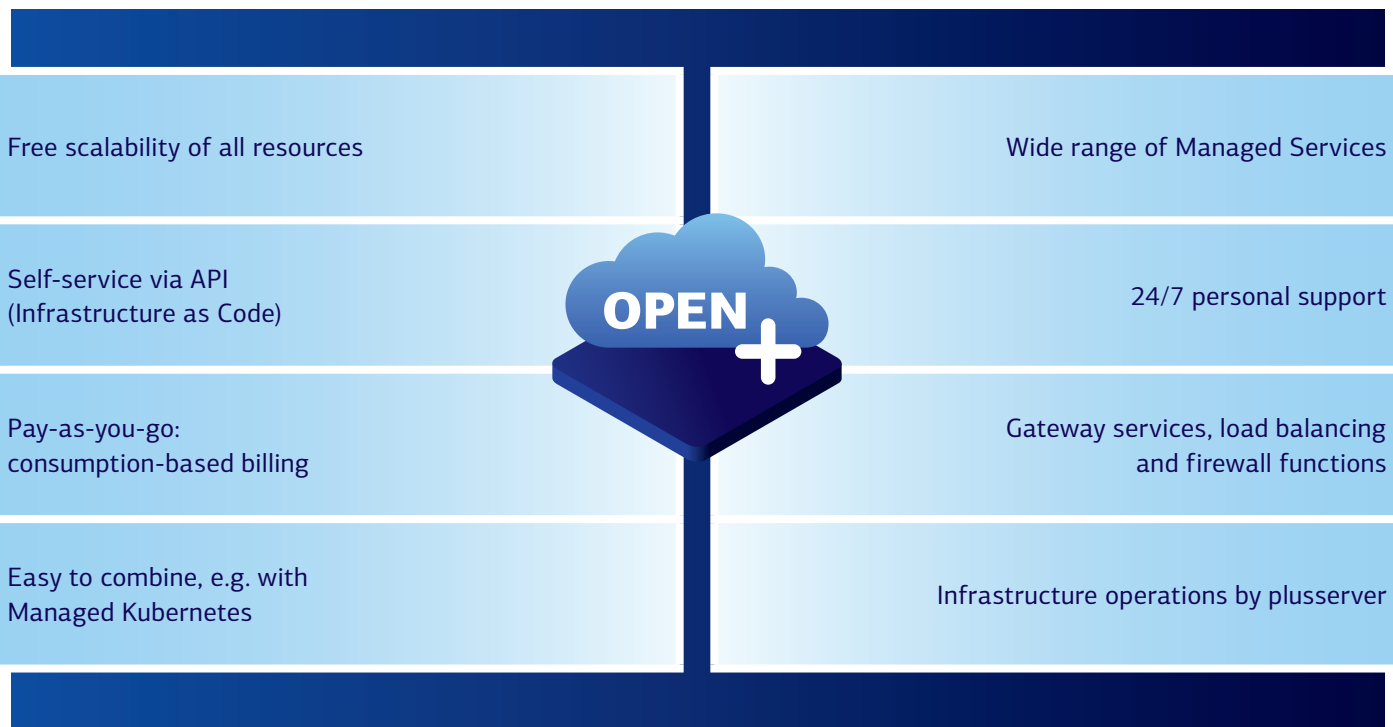 Free scalability of all resources
Wide range of Managed Services
Self-service via API
(Infrastructure as Code)
24/7 personal support
OPEN
Pay-as-you-go:
consumption-based billing
Gateway services, load balancing
and firewall functions
Easy to combine, e.g. with
Managed Kubernetes
Infrastructure operations by plusserver